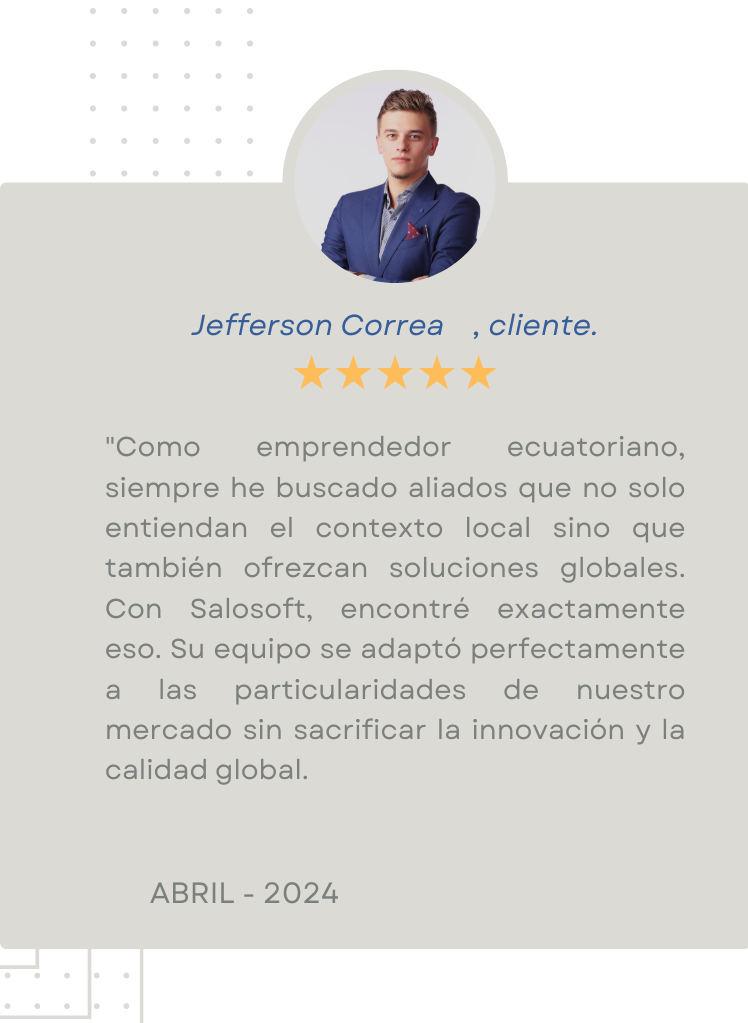 Jefferson Correa , cliente.
"Como emprendedor ecuatoriano,
siempre he buscado aliados que no solo
entiendan el contexto local sino que
también ofrezcan soluciones globales.
Con Salosoft, encontré exactamente
eso. Su equipo se adaptó perfectamente
a las particularidades de nuestro
mercado sin sacrificar la innovación y la
calidad global.
ABRIL - 2024